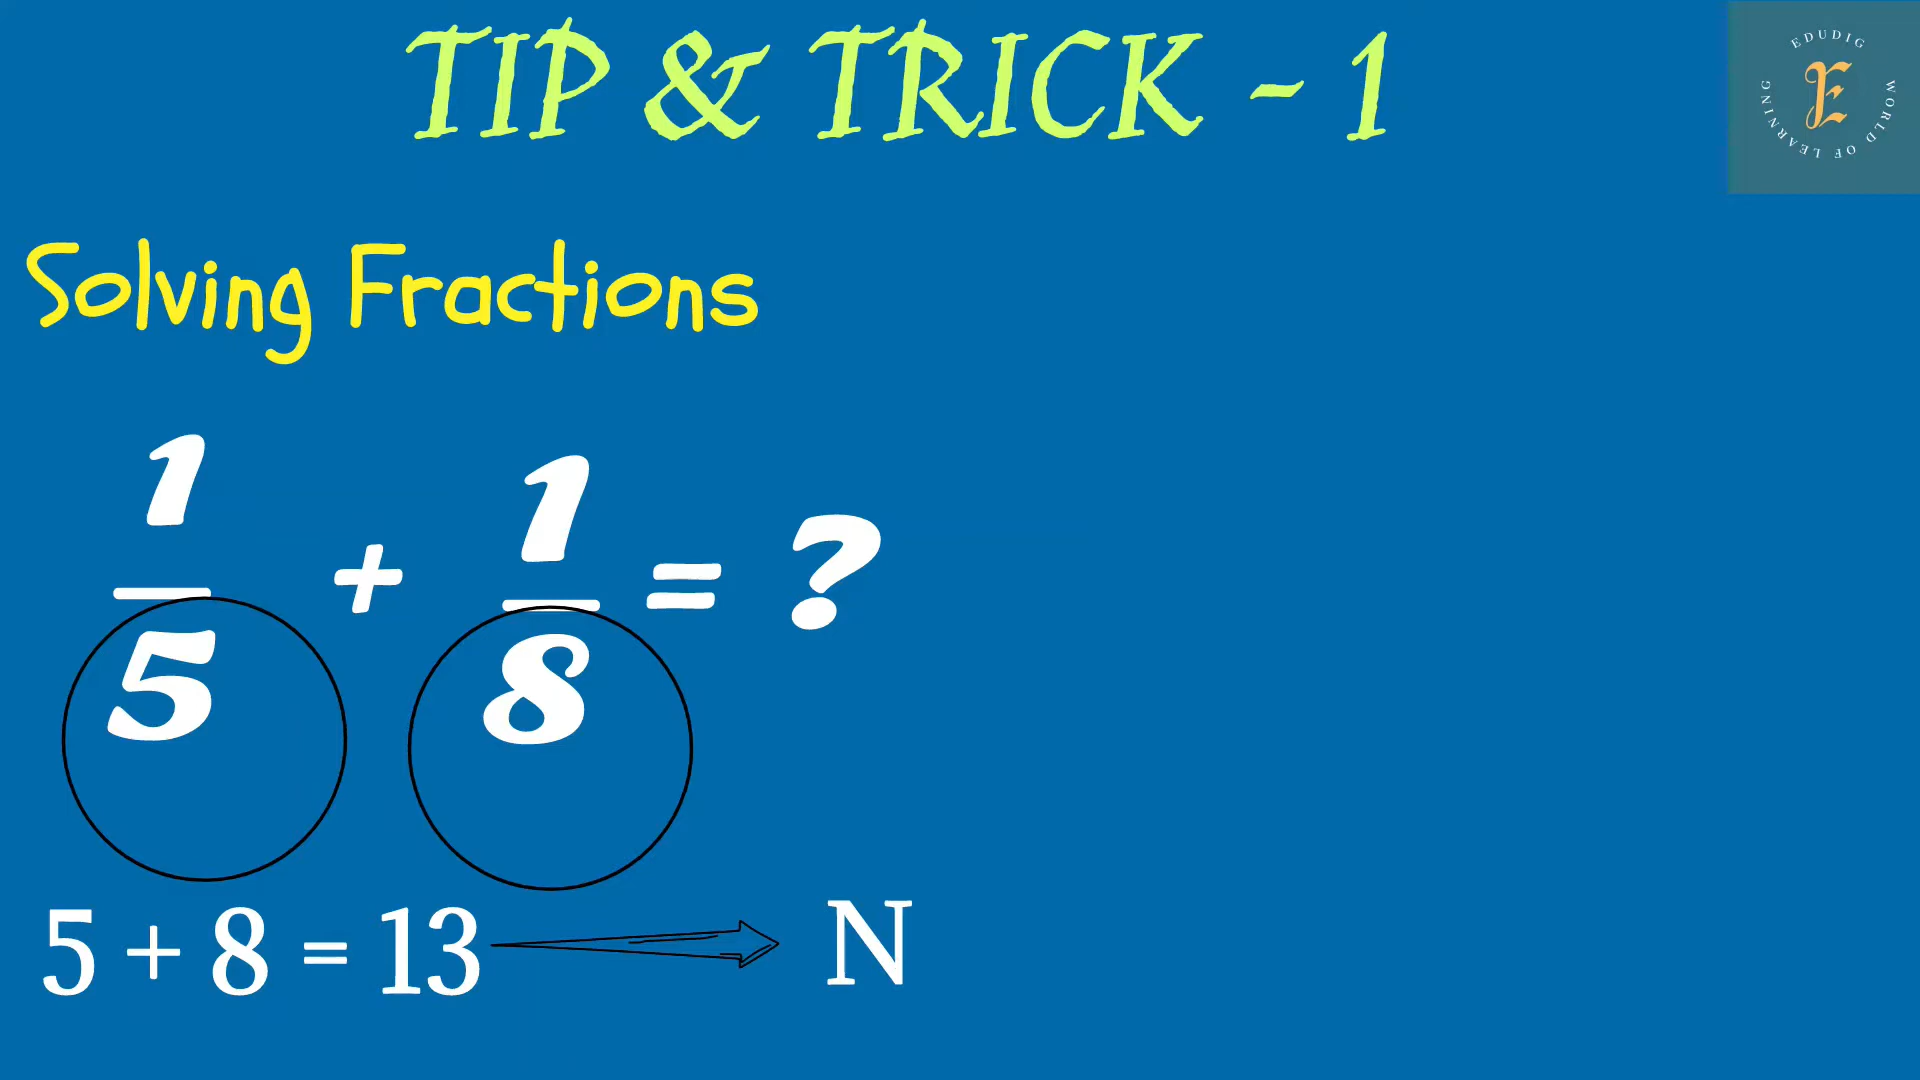 TIP & TRICK - 1
EDUDIG
WORLD OF LEARNING
E
Solving Fractions
1/5 + 1/8 = ?
5 + 8 = 13 N